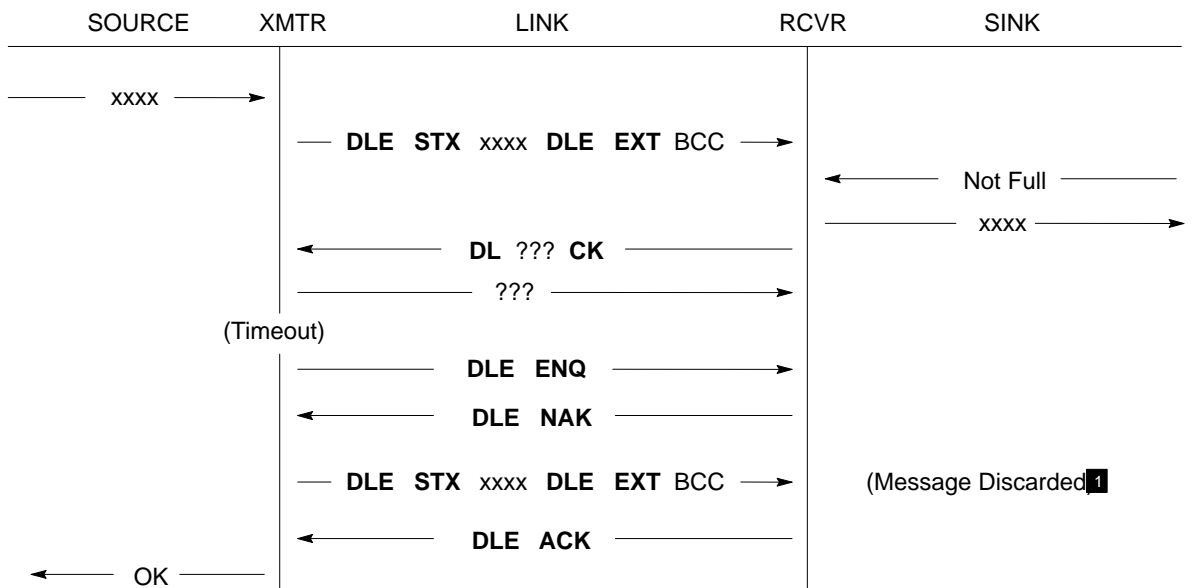 SOURCE XMTR LINK RCVR SINK
xxxx
DLE STX xxxx DLE EXT BCC
Not Full
xxxx
DL ??? CK
???
(Timeout)
DLE ENQ
DLE NAK
DLE STX xxxx DLE EXT BCC (Message Discarded) 1
DLE ACK
OK